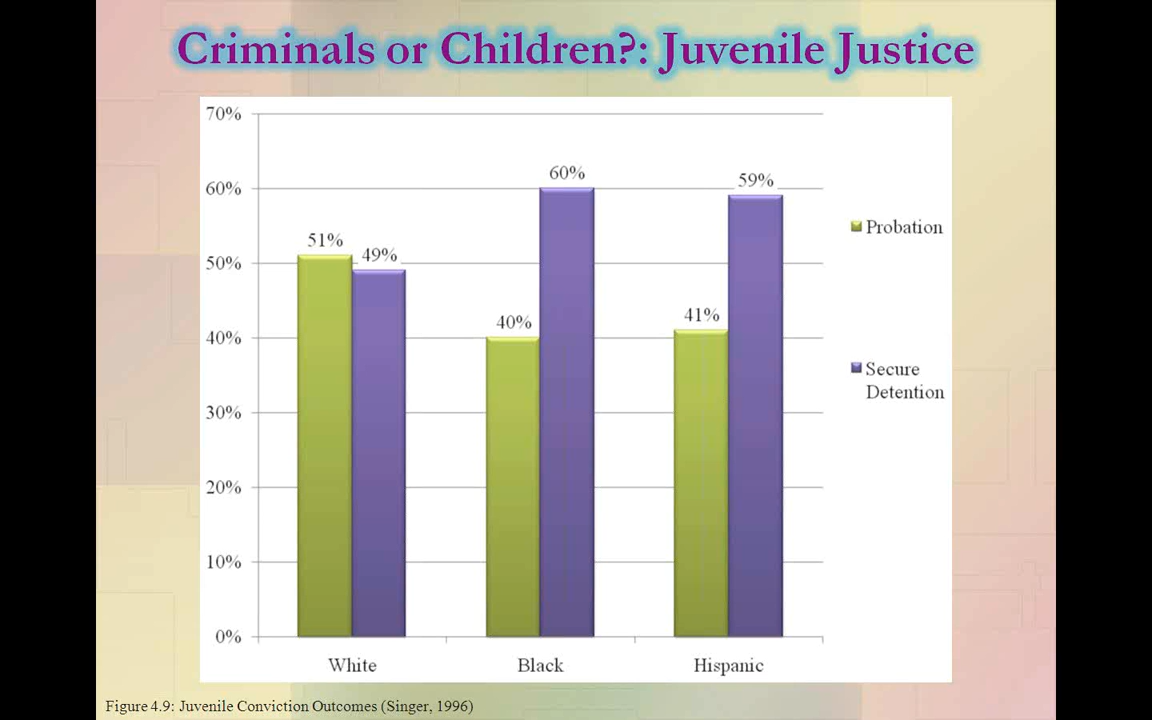 Criminals or Children?: Juvenile Justice
70%
60%
50%
40%
30%
20%
10%
0%
51%
49%
40%
60%
41%
59%
White
Black
Hispanic
Probation
Secure
Detention
Figure 4.9: Juvenile Conviction Outcomes (Singer, 1996)